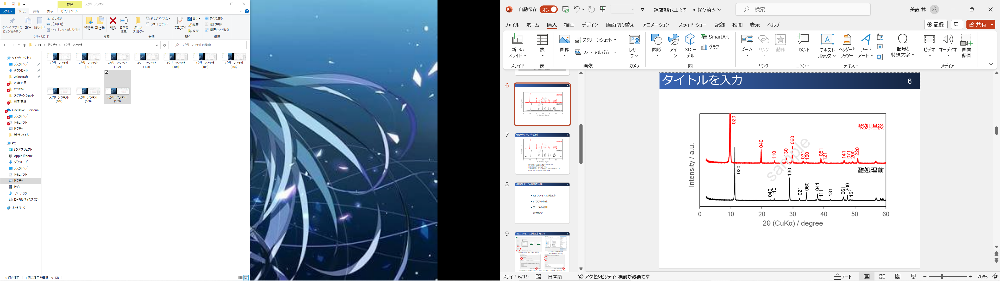 管理
スクリーンショット
ファイル
ホーム
共有
表示
ピクチャ ツール
クイック アクセス
にピン留めする
コピー
貼り付け
切り取り
パスのコピー
ショートカットの貼り付け
クリップボード
移動先
コピー先
削除
名前の
変更
整理
新しい
フォルダー
新しいアイテム
ショートカット
新規
プロパティ
開く
編集
履歴
開く
すべて選択
選択解除
選択の切り替え
選択
PC
ピクチャ
スクリーンショット
スクリーンショットの検索
クイック アクセス
デスクトップ
ダウンロード
.minecraft
23年11月
231124
スクリーンショット
後期実験
OneDrive - Personal
デスクトップ
ドキュメント
ピクチャ
添付ファイル
PC
3D オブジェクト
Apple iPhone
ダウンロード
デスクトップ
ドキュメント
ピクチャ
ビデオ
ミュージック
ローカル ディスク (C:)
ネットワーク
スクリーンショット
(100)
スクリーンショット
(101)
スクリーンショット
(102)
スクリーンショット
(103)
スクリーンショット
(104)
スクリーンショット
(105)
スクリーンショット
(106)
スクリーンショット
(107)
スクリーンショット
(108)
スクリーンショット
(109)
10 個の項目
1 個の項目を選択 991 KB
自動保存
オン
課題を解く上での… • 保存済み
検索
美直 林
ファイル
ホーム
挿入
描画
デザイン
画面切り替え
アニメーション
スライド ショー
記録
校閲
表示
ヘルプ
記録
共有
新しい
スライド
スライド
表
表
画像
スクリーンショット
フォト アルバム
画像
レリー
フ
カメラ
図形
アイ
コン
3D モ
デル
SmartArt
グラフ
図
ズーム
リンク
動作
リンク
コメント
コメント
テキスト
ボックス
ヘッダーと
フッター
ワード
アート
テキスト
記号と
特殊文字
ビデオ
オーディオ
画面
録画
メディア
6
7
XRDパターン作成例
8
XRDパターンの作成手順
• rasファイルの開き方
• グラフの作成
• データの追加
• 書式設定
9
rasファイルの開き方その1
タイトルを入力
6
Intensity / a.u.
酸処理後
020
040
110
130
060
031
150
051
121
141
071
200
220
sample
酸処理前
020
040
110
130
021
060
041
111
131
061
200
151
0
10
20
30
40
50
60
2θ (CuKα) / degree
スライド 6/19
日本語
アクセシビリティ: 検討が必要です
ノート
70%